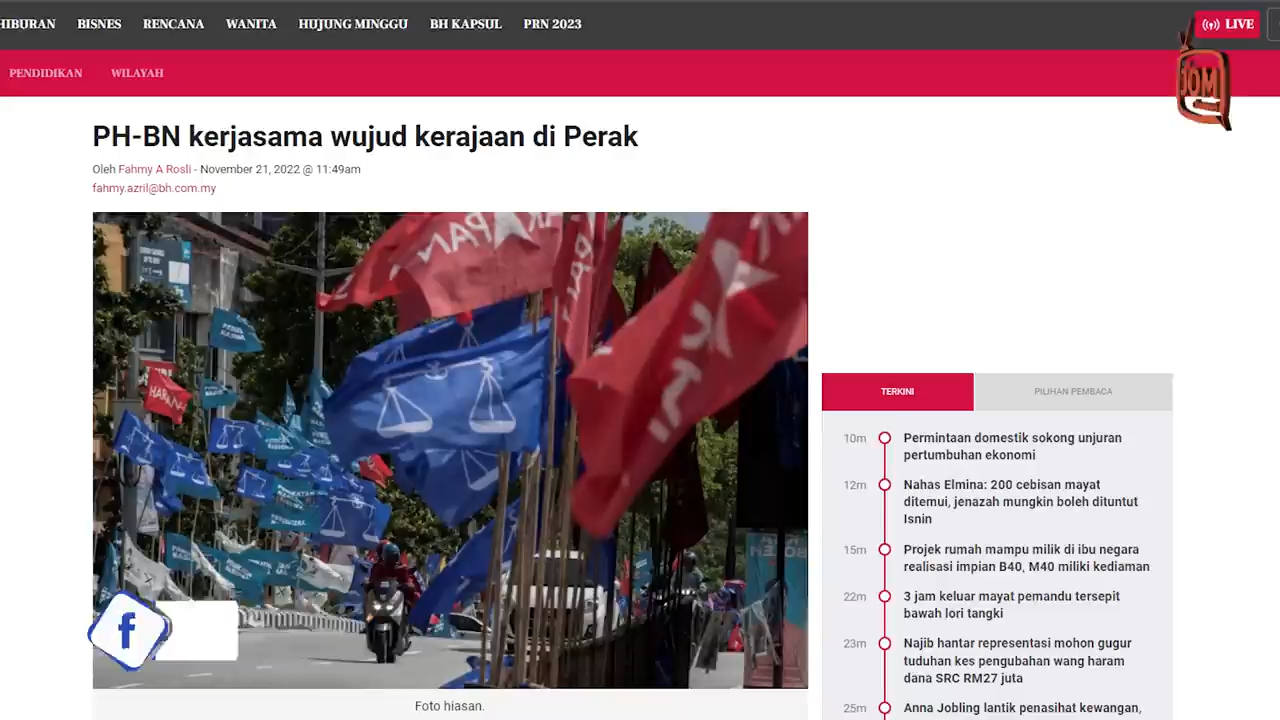 HIBURAN BISNES RENCANA WANITA HUJUNG MINGGU BH KAPSUL PRN 2023
LIVE
PENDIDIKAN WILAYAH
JOM
PH-BN kerjasama wujud kerajaan di Perak
Oleh Fahmy A Rosli - November 21, 2022 @ 11:49am
fahmy.azril@bh.com.my
Foto hiasan.
TERKINI PILIHAN PEMBACA
10m Permintaan domestik sokong unjuran
pertumbuhan ekonomi
12m Nahas Elmina: 200 cebisan mayat
ditemui, jenazah mungkin boleh dituntut
Isnin
15m Projek rumah mampu milik di ibu negara
realisasi impian B40, M40 miliki kediaman
22m 3 jam keluar mayat pemandu tersepit
bawah lori tangki
23m Najib hantar representasi mohon gugur
tuduhan kes pengubahan wang haram
dana SRC RM27 juta
25m Anna Jobling lantik penasihat kewangan,